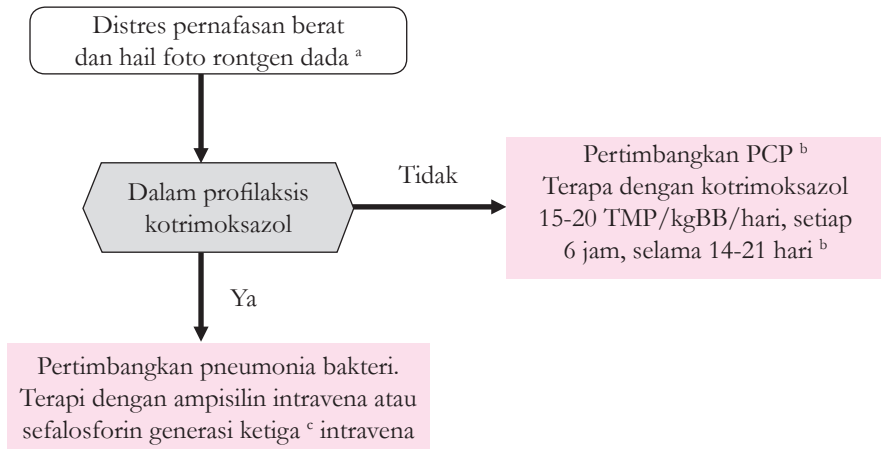 Distres pernafasan berat
dan hail foto rontgen dada ᵃ
Dalam profilaksis
kotrimoksazol
Tidak
Pertimbangkan PCP ᵇ
Terapa dengan kotrimoksazol
15-20 TMP/kgBB/hari, setiap
6 jam, selama 14-21 hari ᵇ
Ya
Pertimbangkan pneumonia bakteri.
Terapi dengan ampisilin intravena atau
sefalosforin generasi ketiga ᶜ intravena